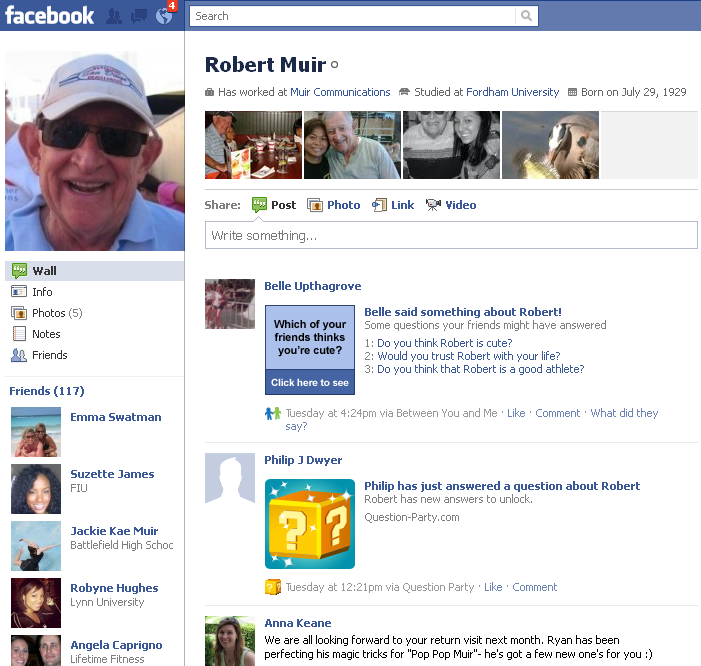 facebook
4
Search
Robert Muir
Has worked at Muir Communications Studied at Fordham University Born on July 29, 1929
Share: Post Photo Link Video
Write something...
Wall
Info
Photos (5)
Notes
Friends
Friends (117)
Emma Swatman
Suzette James
FIU
Jackie Kae Muir
Battlefield High Schoo
Robyne Hughes
Lynn University
Angela Caprigno
Lifetime Fitness
Belle Upthagrove
Which of your
friends thinks
you're cute?
Click here to see
Belle said something about Robert!
Some questions your friends might have answered
1: Do you think Robert is cute?
2: Would you trust Robert with your life?
3: Do you think that Robert is a good athlete?
Tuesday at 4:24pm via Between You and Me · Like · Comment · What did they
say?
Philip J Dwyer
? ?
Philip has just answered a question about Robert
Robert has new answers to unlock.
Question-Party.com
Tuesday at 12:21pm via Question Party · Like · Comment
Anna Keane
We are all looking forward to your return visit next month. Ryan has been
perfecting his magic tricks for "Pop Pop Muir"- he's got a few new one's for you :)